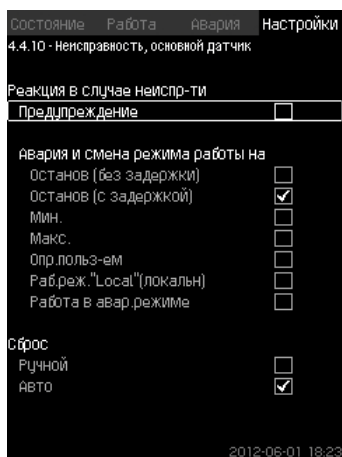 Состояние Работа Авария Настройки
4.4.10 - Неисправность, основной датчик
Реакция в случае неиспр-ти
Предупреждение
Авария и смена режима работы на
Останов (без задержки)
Останов (с задержкой)
Мин.
Макс.
Опр.польз-ем
Раб.реж."Local"(локальн)
Работа в авар.режиме
Сброс
Ручной
Авто
2012-06-01 18:23